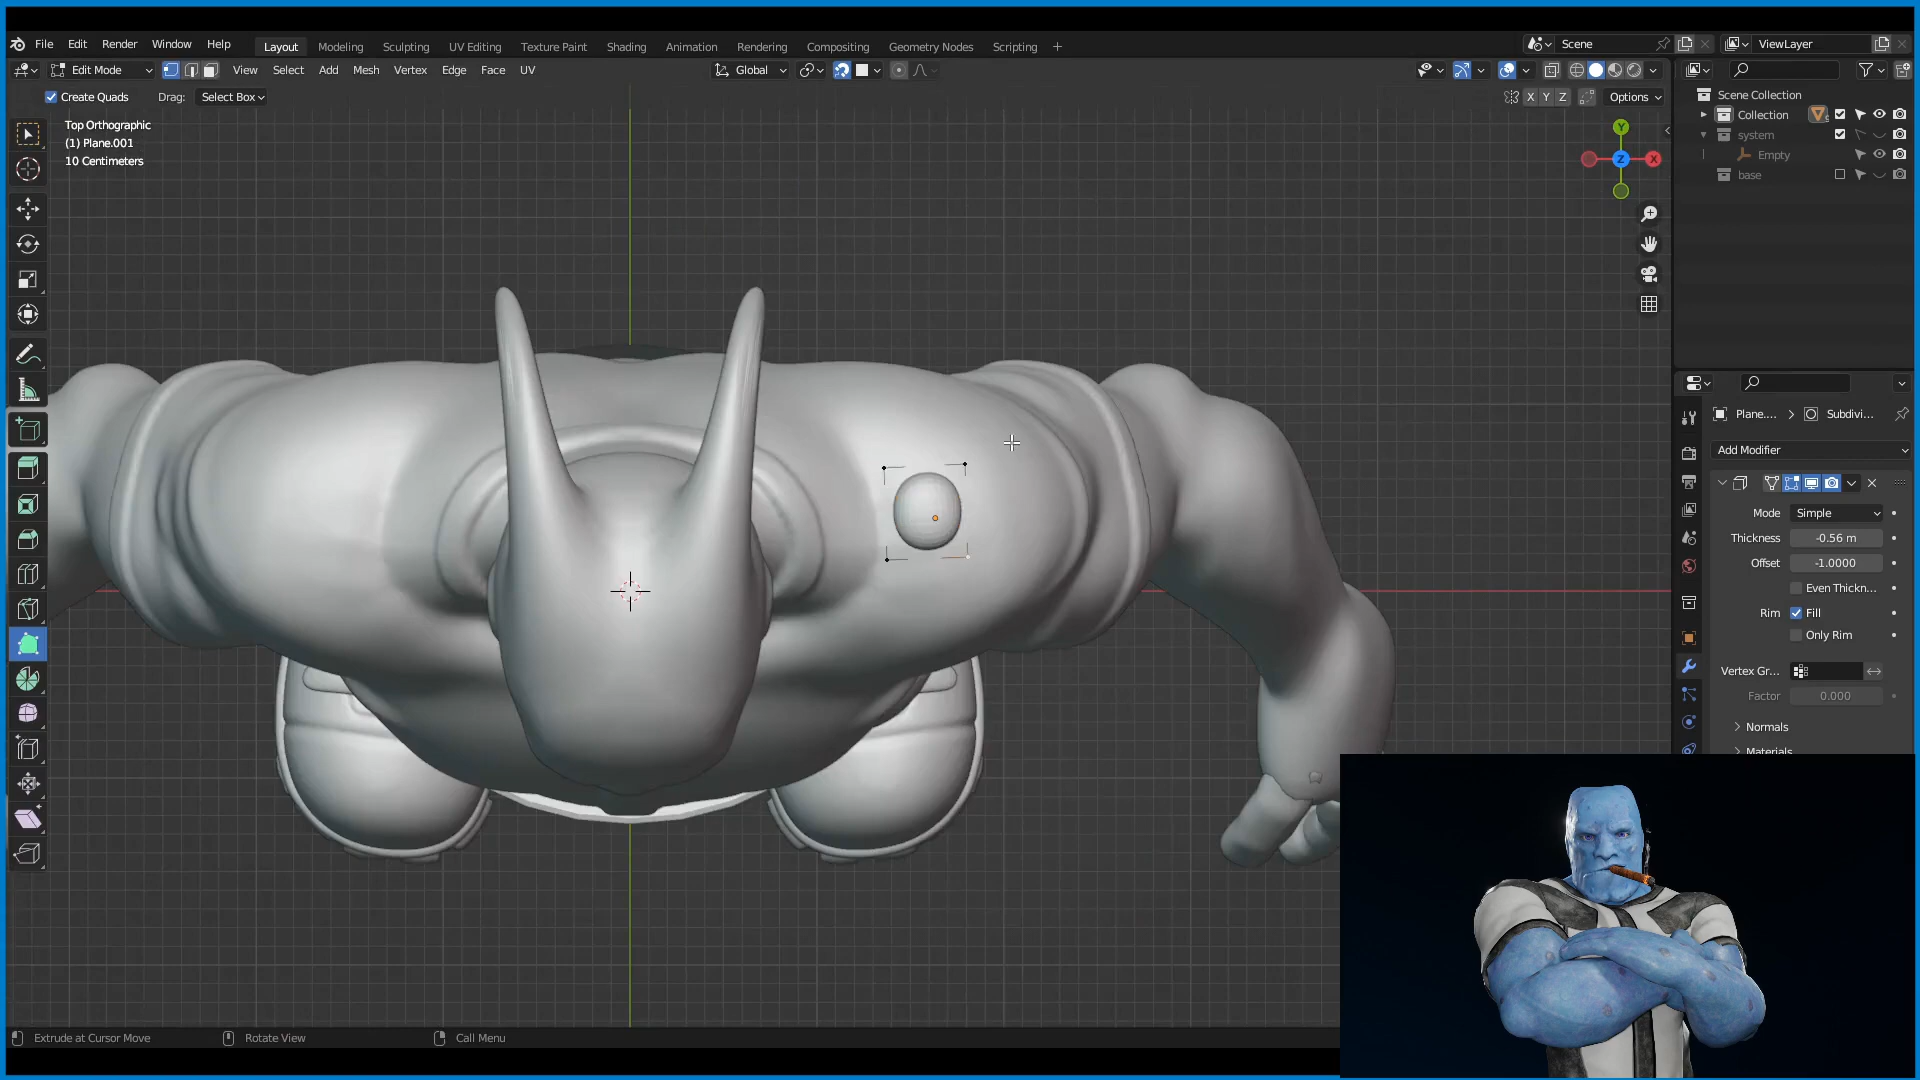 File Edit Render Window Help Layout Modeling Sculpting UV Editing Texture Paint Shading Animation Rendering Compositing Geometry Nodes Scripting + Scene ViewLayer
Edit Mode View Select Add Mesh Vertex Edge Face UV Global
Create Quads Drag: Select Box X Y Z Options
Scene Collection
Collection
system
Empty
base
Top Orthographic
(1) Plane.001
10 Centimeters
Y
Z
X
Plane.... Subdivi...
Add Modifier
Mode Simple
Thickness -0.56 m
Offset -1.0000
Even Thickn...
Rim Fill
Only Rim
Vertex Gr...
Factor 0.000
Normals
Materials
Extrude at Cursor Move Rotate View Call Menu